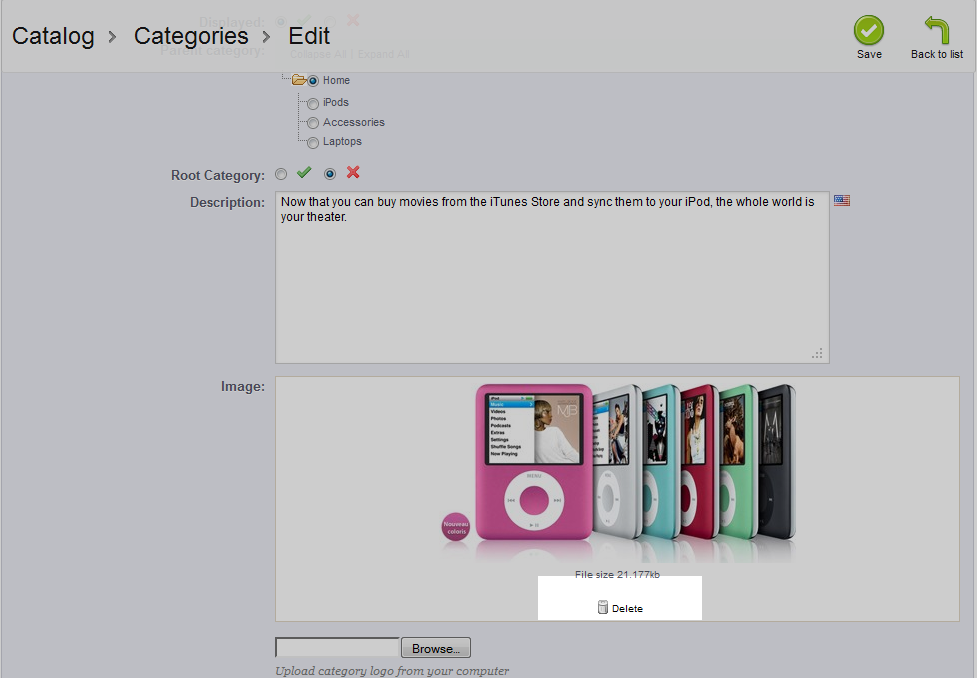 Displayed:
Catalog > Categories > Edit
Save
Back to list
Parent category:
Collapse All | Expand All
Home
iPods
Accessories
Laptops
Root Category:
Description:
Now that you can buy movies from the iTunes Store and sync them to your iPod, the whole world is
your theater.
Image:
iPod
Music
Videos
Photos
Podcasts
Extras
Settings
Shuffle Songs
Now Playing
MJB
MENU
Nouveau
coloris
File size 21.177kb
Delete
Browse...
Upload category logo from your computer